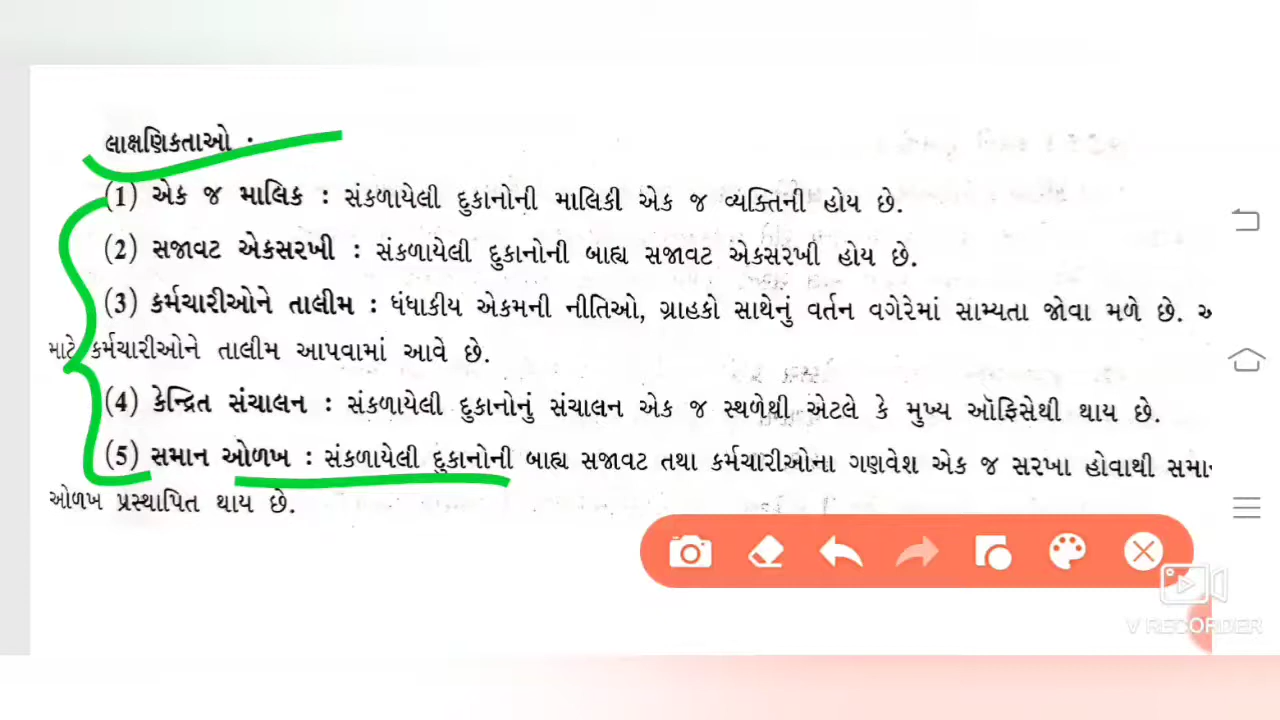 લાક્ષણિકતાઓ :
(1) એક જ માલિક : સંકળાયેલી દુકાનોની માલિકી એક જ વ્યક્તિની હોય છે.
(2) સજાવટ એકસરખી : સંકળાયેલી દુકાનોની બાહ્ય સજાવટ એકસરખી હોય છે.
(3) કર્મચારીઓને તાલીમ : ધંધાકીય એકમની નીતિઓ, ગ્રાહકો સાથેનું વર્તન વગેરેમાં સામ્યતા જોવા મળે છે.
માટે કર્મચારીઓને તાલીમ આપવામાં આવે છે.
(4) કેન્દ્રિત સંચાલન : સંકળાયેલી દુકાનોનું સંચાલન એક જ સ્થળેથી એટલે કે મુખ્ય ઑફિસેથી થાય છે.
(5) સમાન ઓળખ : સંકળાયેલી દુકાનોની બાહ્ય સજાવટ તથા કર્મચારીઓના ગણવેશ એક જ સરખા હોવાથી
ઓળખ પ્રસ્થાપિત થાય છે.
V RECORDER